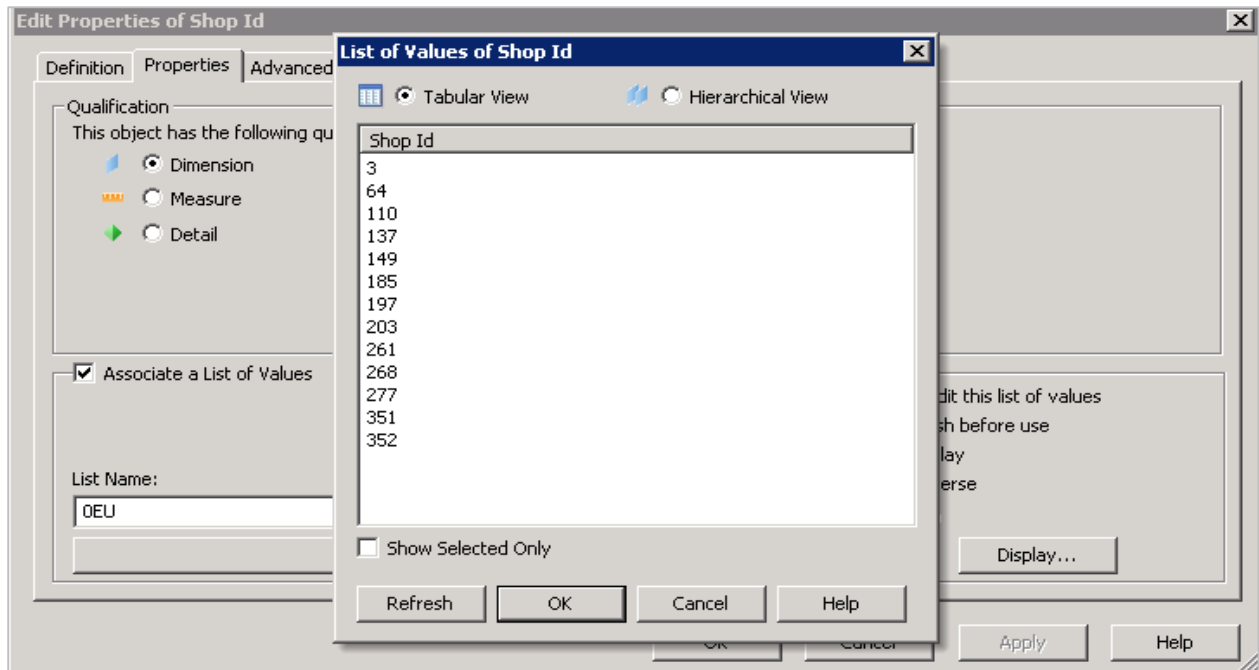 Edit Properties of Shop Id
Definition Properties Advanced
Qualification
This object has the following qu
Dimension
Measure
Detail
Associate a List of Values
List Name:
0EU
List of Values of Shop Id
Tabular View Hierarchical View
Shop Id
3
64
110
137
149
185
197
203
261
268
277
351
352
Show Selected Only
Refresh OK Cancel Help
dit this list of values
sh before use
lay
erse
Display...
OK Cancel Apply Help